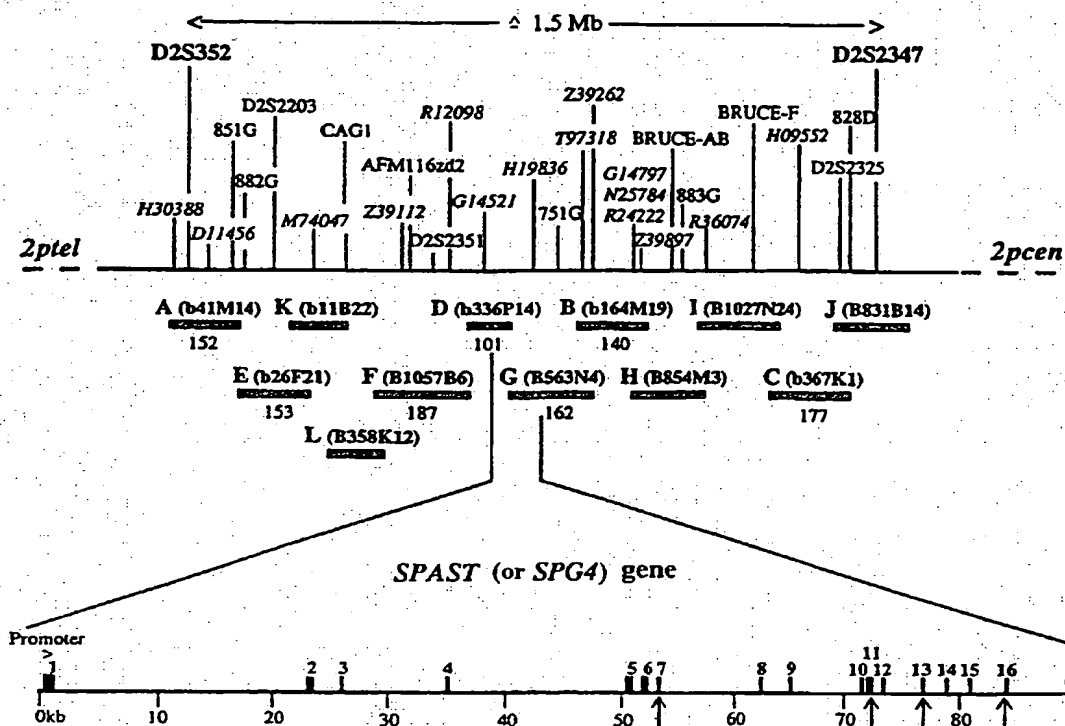 ≙ 1.5 Mb
D2S352
D2S2347
Z39262
D2S2203
R12098
BRUCE-F
828D
851G
CAG1
T97318
BRUCE-AB
H09552
AFM116zd2
H19836
G14797
D2S2325
882G
N25784
883G
H30388
M74047
Z39112
G14521
751G
R24222
R36074
D11456
D2S2351
Z39897
2ptel
2pcen
A (b41M14)
K (b11B22)
D (b336P14)
B (b164M19)
I (B1027N24)
J (B831B14)
152
101
140
E (b26F21)
F (B1057B6)
G (B563N4)
H (B854M3)
C (b367K1)
153
187
162
177
L (B358K12)
SPAST (or SPG4) gene
Promoter
>
11
1 2 3 4 5 6 7 8 9 10 12 13 14 15 16
0kb 10 20 30 40 50 60 70 80